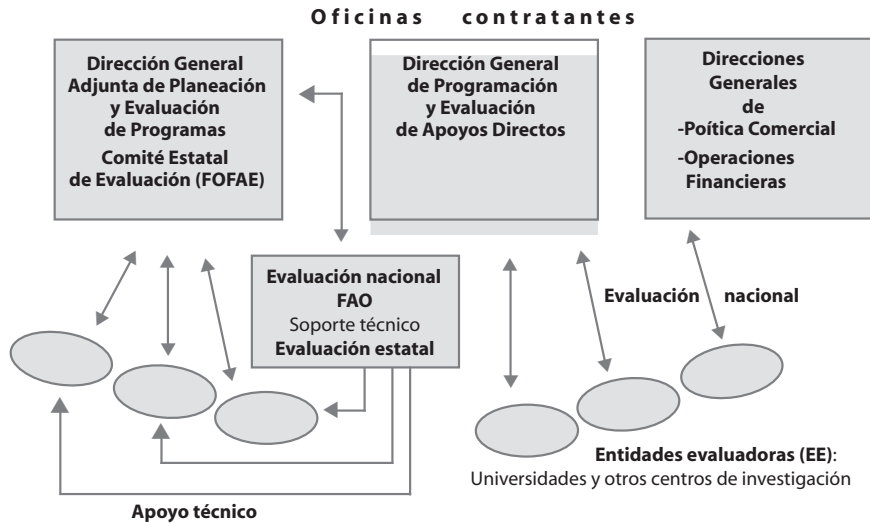 Oficinas contratantes
Dirección General
Adjunta de Planeación
y Evaluación
de Programas
Comité Estatal
de Evaluación (FOFAE)
Dirección General
de Programación
y Evaluación
de Apoyos Directos
Direcciones
Generales
de
-Poítica Comercial
-Operaciones
Financieras
Evaluación nacional
FAO
Soporte técnico
Evaluación estatal
Evaluación nacional
Entidades evaluadoras (EE):
Universidades y otros centros de investigación
Apoyo técnico